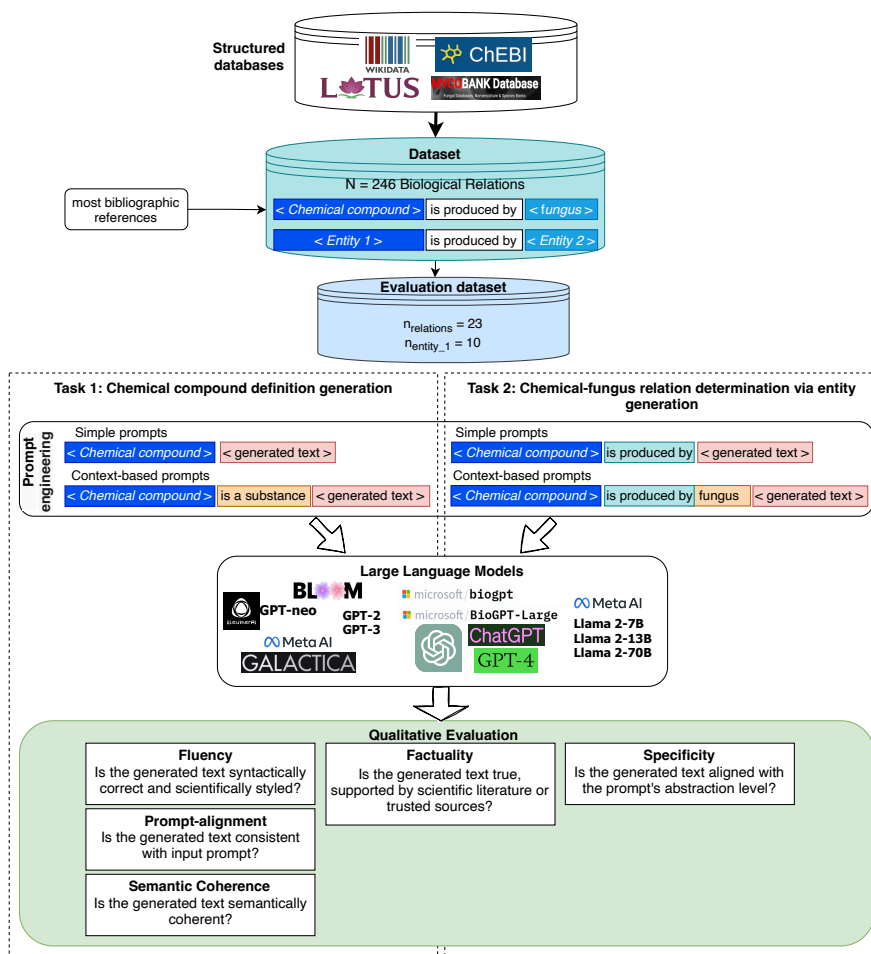 Structured
databases
WIKIDATA
ChEBI
LOTUS
MYCOBANK Database
Fungal Databases, Nomenclature & Species Banks
Dataset
N = 246 Biological Relations
most bibliographic
references
< Chemical compound > is produced by < fungus >
< Entity 1 > is produced by < Entity 2 >
Evaluation dataset
n_relations = 23
n_entity_1 = 10
Task 1: Chemical compound definition generation
Task 2: Chemical-fungus relation determination via entity
generation
Prompt
engineering
Simple prompts
< Chemical compound > < generated text >
Context-based prompts
< Chemical compound > is a substance < generated text >
Simple prompts
< Chemical compound > is produced by < generated text >
Context-based prompts
< Chemical compound > is produced by fungus < generated text >
Large Language Models
EleutherAI
GPT-neo
BLOOM
GPT-2
GPT-3
Meta AI
GALACTICA
microsoft/biogpt
microsoft/BioGPT-Large
ChatGPT
GPT-4
Meta AI
Llama 2-7B
Llama 2-13B
Llama 2-70B
Qualitative Evaluation
Fluency
Is the generated text syntactically
correct and scientifically styled?
Prompt-alignment
Is the generated text consistent
with input prompt?
Semantic Coherence
Is the generated text semantically
coherent?
Factuality
Is the generated text true,
supported by scientific literature or
trusted sources?
Specificity
Is the generated text aligned with
the prompt's abstraction level?